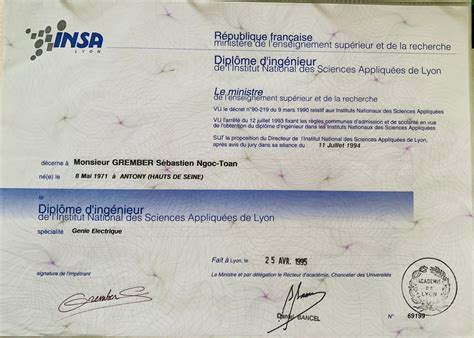 INSA
LYON
République française
ministère de l'enseignement supérieur et de la recherche
Diplôme d'ingénieur
de l'Institut National des Sciences Appliquées de Lyon
Le ministre
de l'enseignement supérieur et de la recherche
VU le décret n°90-219 du 9 mars 1990 relatif aux Instituts Nationaux des Sciences Appliquées
VU l'arrêté du 12 juillet 1993 fixant les règles communes d'admission et de scolarité en vue
de l'obtention du diplôme d'ingénieur dans les Instituts Nationaux des Sciences Appliquées
SUR la proposition du Directeur de l'Institut National des Sciences Appliquées de Lyon,
après avis du jury dans sa séance du : 11 Juillet 1994
décerne à Monsieur GREMBER Sébastien Ngoc-Toan
né(e) le 8 Mai 1971 à ANTONY (HAUTS DE SEINE)
le
Diplôme d'ingénieur
de l'Institut National des Sciences Appliquées de Lyon
spécialité Genie Electrique
Fait à Lyon, le 25 AVR. 1995
signature de l'impétrant
Le Ministre et par délégation le Recteur d'académie, Chancelier des Universités
Grember S
Daniel BANCEL
ACADEMIE
DE
LYON
N° 69199